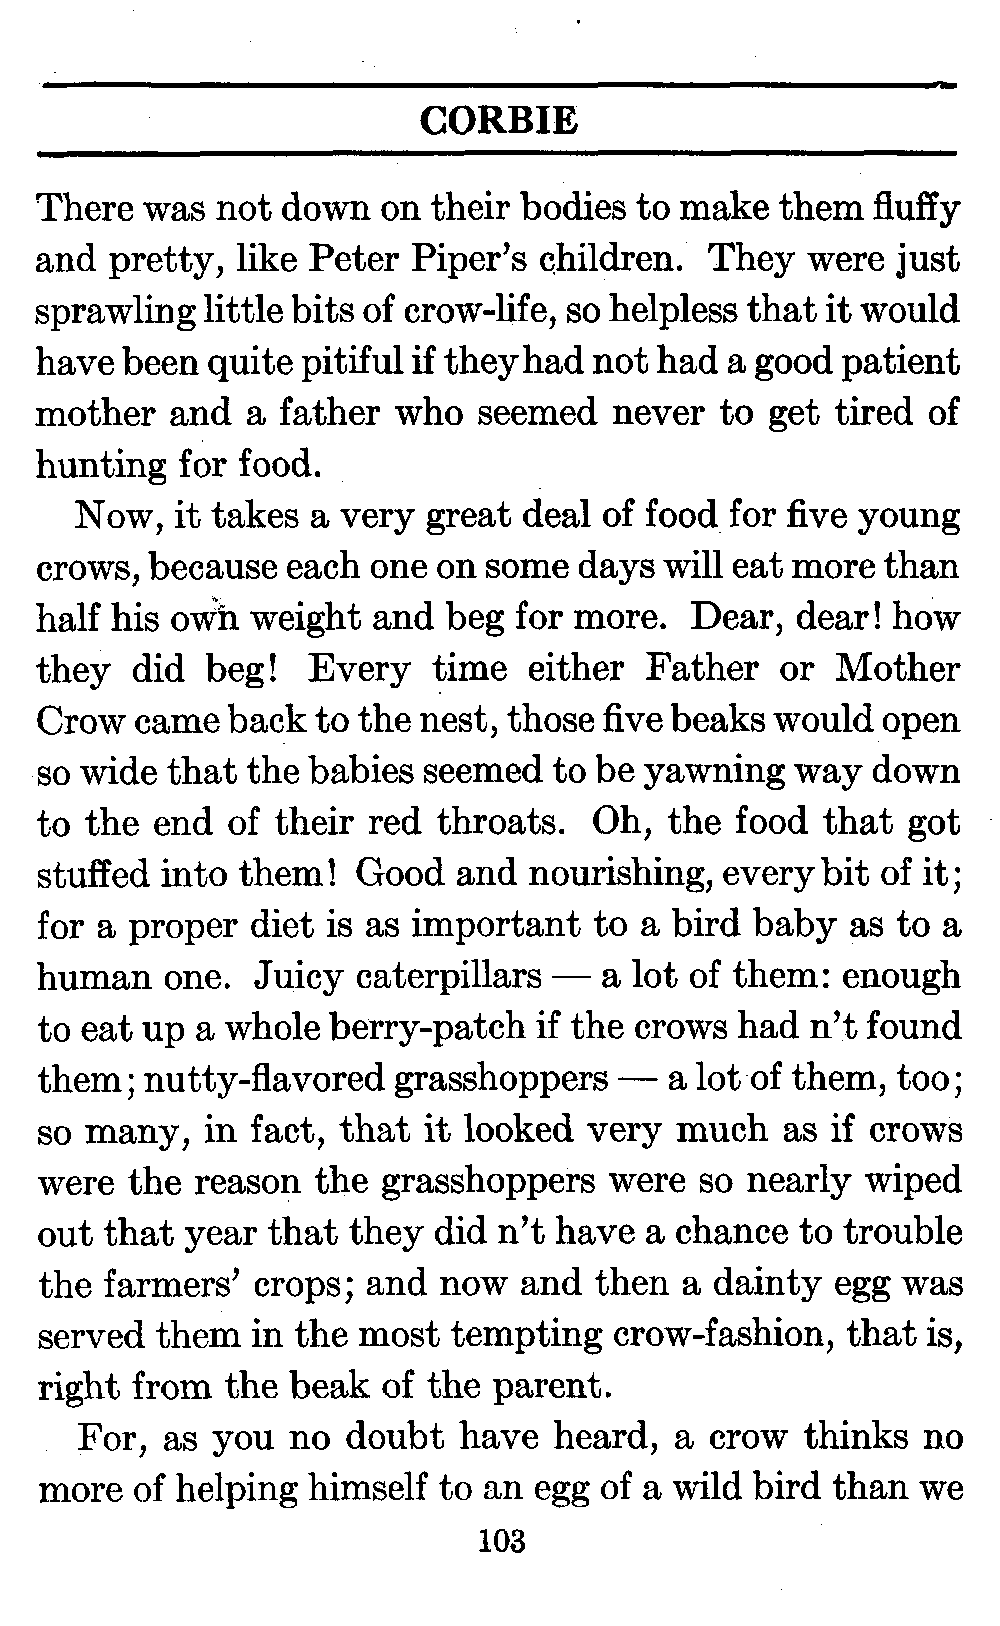 CORBIE
There was not down on their bodies to make them fluffy
and pretty, like Peter Piper's children. They were just
sprawling little bits of crow-life, so helpless that it would
have been quite pitiful if they had not had a good patient
mother and a father who seemed never to get tired of
hunting for food.
Now, it takes a very great deal of food for five young
crows, because each one on some days will eat more than
half his own weight and beg for more. Dear, dear! how
they did beg! Every time either Father or Mother
Crow came back to the nest, those five beaks would open
so wide that the babies seemed to be yawning way down
to the end of their red throats. Oh, the food that got
stuffed into them! Good and nourishing, every bit of it;
for a proper diet is as important to a bird baby as to a
human one. Juicy caterpillars — a lot of them: enough
to eat up a whole berry-patch if the crows had n't found
them; nutty-flavored grasshoppers — a lot of them, too;
so many, in fact, that it looked very much as if crows
were the reason the grasshoppers were so nearly wiped
out that year that they did n't have a chance to trouble
the farmers' crops; and now and then a dainty egg was
served them in the most tempting crow-fashion, that is,
right from the beak of the parent.
For, as you no doubt have heard, a crow thinks no
more of helping himself to an egg of a wild bird than we
103